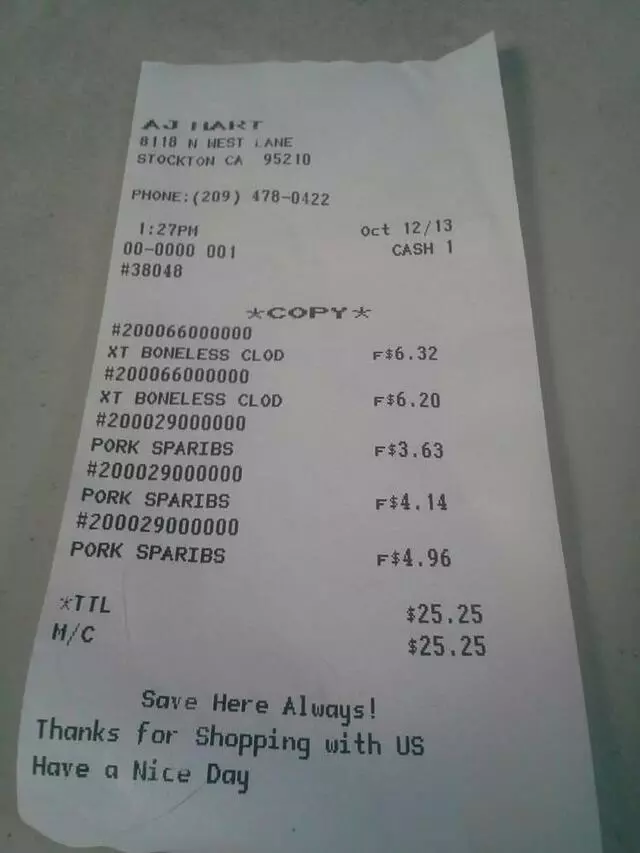 AJ MART
8118 N WEST LANE
STOCKTON CA 95210
PHONE:(209) 478-0422
1:27PM Oct 12/13
00-0000 001 CASH 1
#38048
*COPY*
#200066000000
XT BONELESS CLOD F$6.32
#200066000000
XT BONELESS CLOD F$6.20
#200029000000
PORK SPARIBS F$3.63
#200029000000
PORK SPARIBS F$4.14
#200029000000
PORK SPARIBS F$4.96
*TTL $25.25
M/C $25.25
Save Here Always!
Thanks for Shopping with US
Have a Nice Day